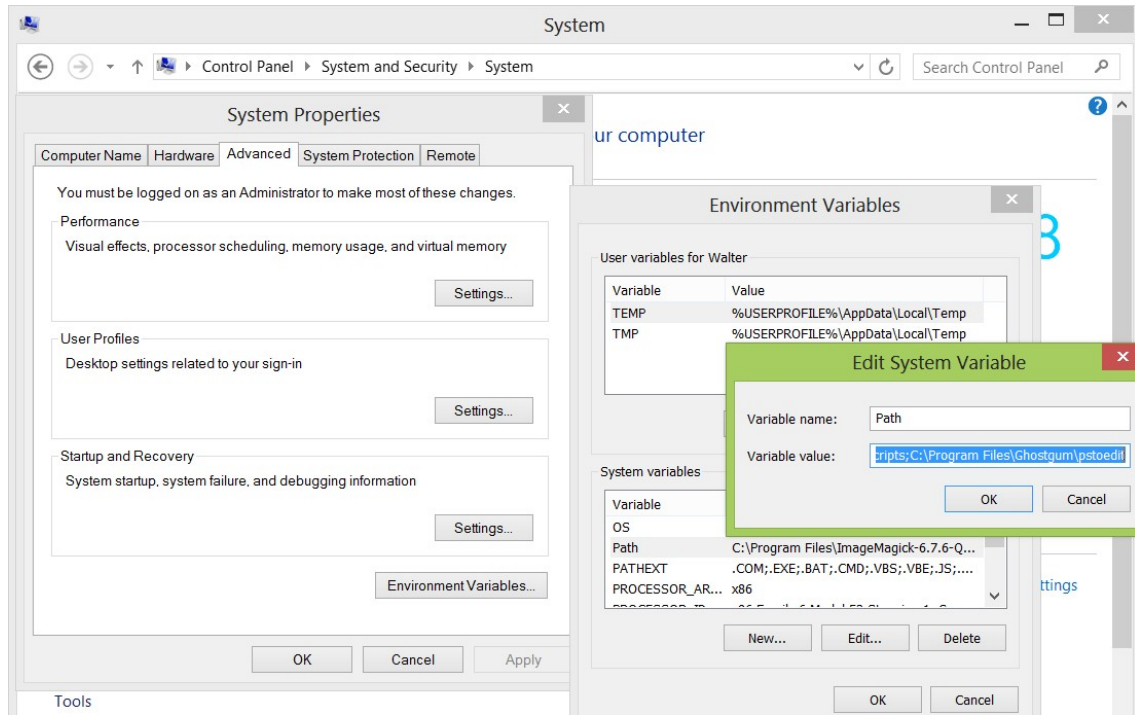 System
Control Panel System and Security System
Search Control Panel
System Properties
ur computer
Computer Name Hardware Advanced System Protection Remote
You must be logged on as an Administrator to make most of these changes.
Performance
Visual effects, processor scheduling, memory usage, and virtual memory
Settings...
User Profiles
Desktop settings related to your sign-in
Settings...
Startup and Recovery
System startup, system failure, and debugging information
Settings...
Environment Variables...
OK Cancel Apply
Tools
8
Environment Variables
User variables for Walter
Variable Value
TEMP %USERPROFILE%\AppData\Local\Temp
TMP %USERPROFILE%\AppData\Local\Temp
Edit System Variable
Variable name: Path
Variable value: cripts;C:\Program Files\Ghostgum\pstoedit
OK Cancel
System variables
Variable
OS
Path C:\Program Files\ImageMagick-6.7.6-Q...
PATHEXT .COM;.EXE;.BAT;.CMD;.VBS;.VBE;.JS;....
PROCESSOR_AR... x86
New... Edit... Delete
OK Cancel
ttings